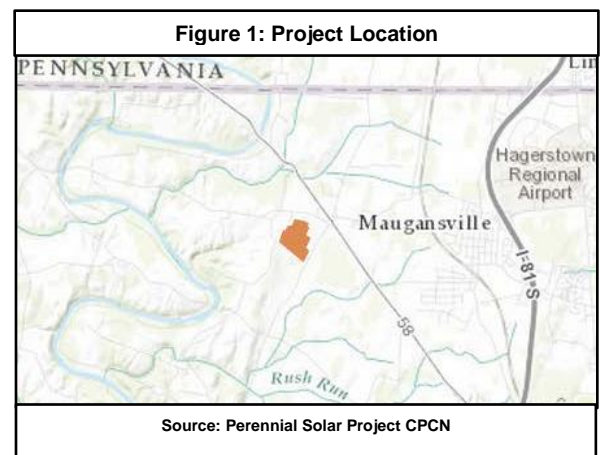 Figure 1: Project Location
PENNSYLVANIA
Hagerstown
Regional
Airport
Maugansville
I-81 S
58
Rush Run
Source: Perennial Solar Project CPCN